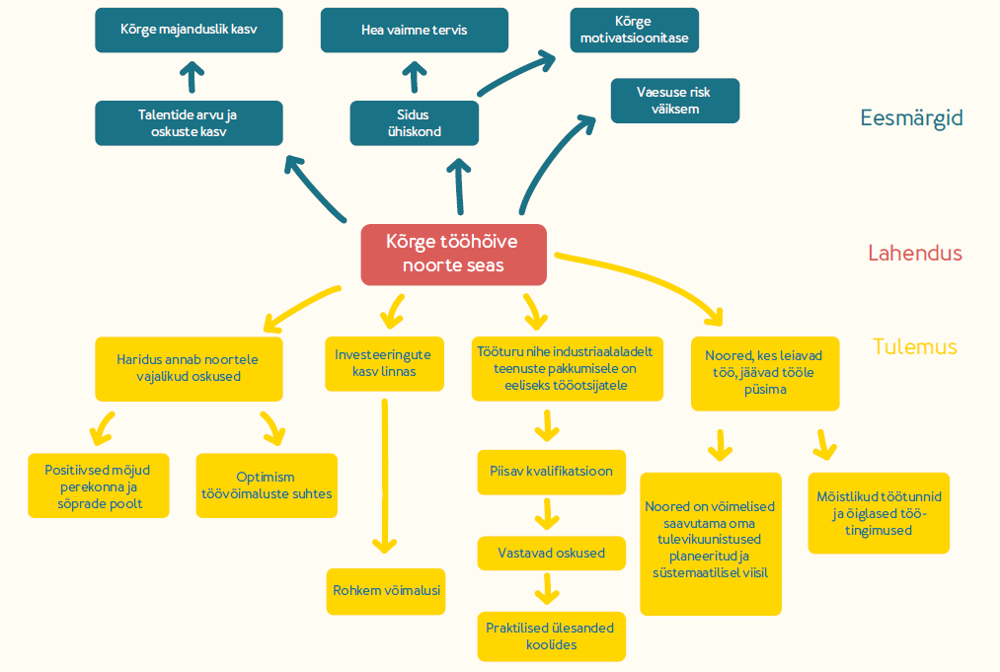 Kõrge majanduslik kasv
Hea vaimne tervis
Kõrge
motivatsioonitase
Talentide arvu ja
oskuste kasv
Sidus
ühiskond
Vaesuse risk
väiksem
Eesmärgid
Kõrge tööhõive
noorte seas
Lahendus
Tulemus
Haridus annab noortele
vajalikud oskused
Investeeringute
kasv linnas
Tööturu nihe industriaalaladelt
teenuste pakkumisele on
eeliseks tööotsijatele
Noored, kes leiavad
töö, jäävad tööle
püsima
Positiivsed mõjud
perekonna ja
sõprade poolt
Optimism
töövõimaluste suhtes
Rohkem võimalusi
Piisav kvalifikatsioon
Vastavad oskused
Praktilised ülesanded
koolides
Noored on võimelised
saavutama oma
tulevikuunistused
planeeritud ja
süstemaatilisel viisil
Mõistlikud töötunnid
ja õiglased töö-
tingimused